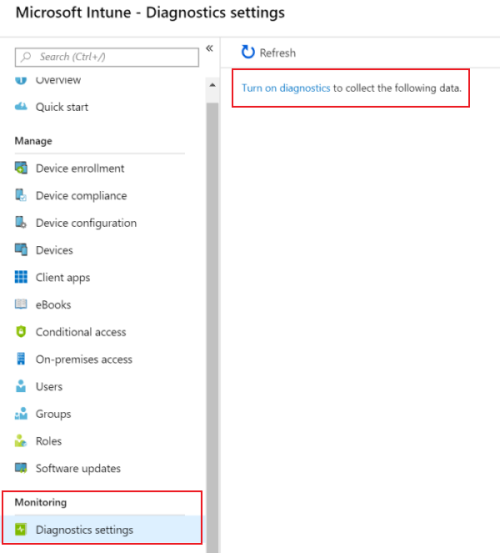 Microsoft Intune - Diagnostics settings
Search (Ctrl+/)
«
Overview
Quick start
Manage
Device enrollment
Device compliance
Device configuration
Devices
Client apps
eBooks
Conditional access
On-premises access
Users
Groups
Roles
Software updates
Monitoring
Diagnostics settings
Refresh
Turn on diagnostics to collect the following data.